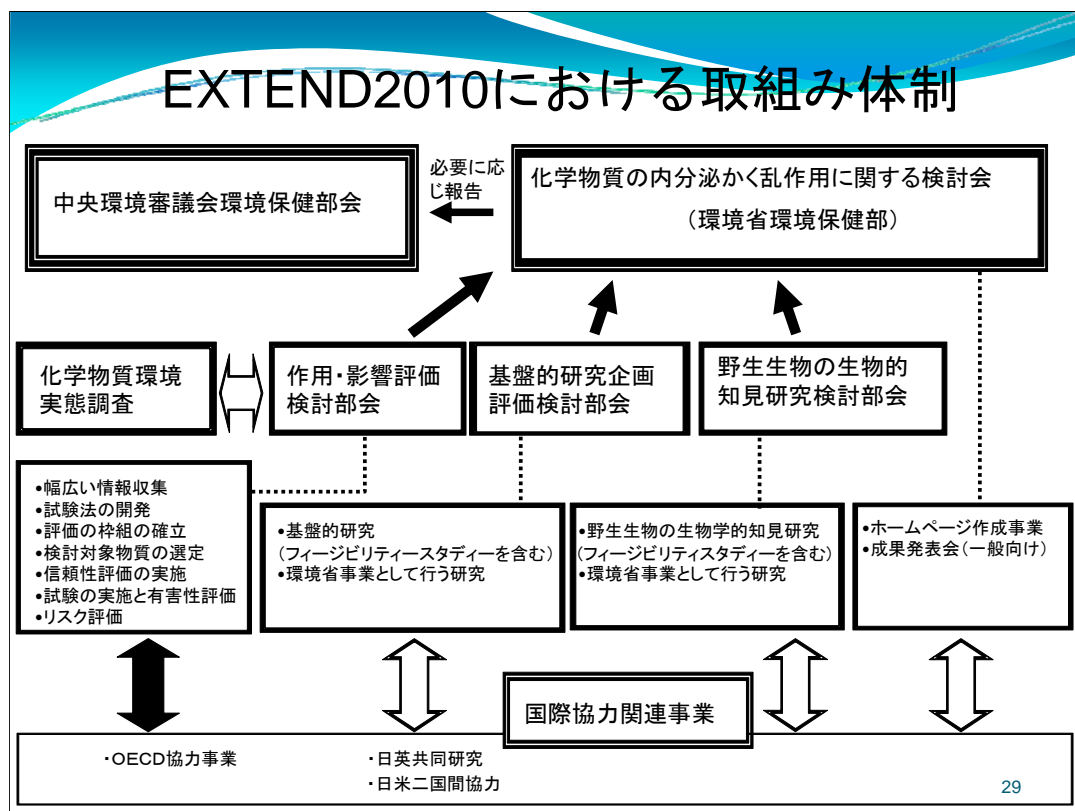 EXTEND2010における取組み体制
中央環境審議会環境保健部会
必要に応
じ報告
化学物質の内分泌かく乱作用に関する検討会
（環境省環境保健部）
化学物質環境
実態調査
作用・影響評価
検討部会
基盤的研究企画
評価検討部会
野生生物の生物的
知見研究検討部会
•幅広い情報収集
•試験法の開発
•評価の枠組の確立
•検討対象物質の選定
•信頼性評価の実施
•試験の実施と有害性評価
•リスク評価
•基盤的研究
(フィージビリティースタディーを含む)
•環境省事業として行う研究
•野生生物の生物学的知見研究
(フィージビリティスタディーを含む)
•環境省事業として行う研究
•ホームページ作成事業
•成果発表会(一般向け)
国際協力関連事業
・OECD協力事業
・日英共同研究
・日米二国間協力
29